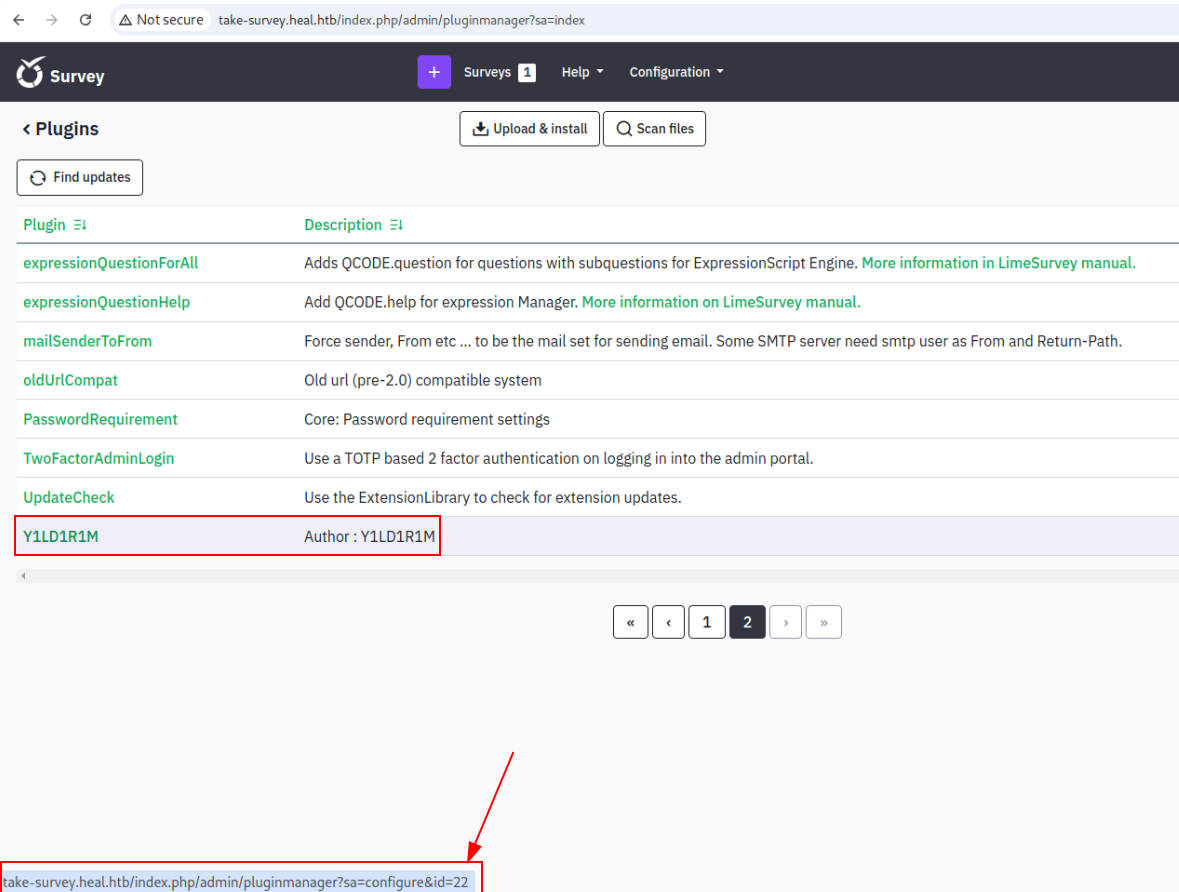 Not secure take-survey.heal.htb/index.php/admin/pluginmanager?sa=index
Survey + Surveys 1 Help Configuration
‹ Plugins Upload & install Scan files
Find updates
Plugin Description
expressionQuestionForAll Adds QCODE.question for questions with subquestions for ExpressionScript Engine. More information in LimeSurvey manual.
expressionQuestionHelp Add QCODE.help for expression Manager. More information on LimeSurvey manual.
mailSenderToFrom Force sender, From etc ... to be the mail set for sending email. Some SMTP server need smtp user as From and Return-Path.
oldUrlCompat Old url (pre-2.0) compatible system
PasswordRequirement Core: Password requirement settings
TwoFactorAdminLogin Use a TOTP based 2 factor authentication on logging in into the admin portal.
UpdateCheck Use the ExtensionLibrary to check for extension updates.
Y1LD1R1M Author : Y1LD1R1M
« ‹ 1 2 › »
take-survey.heal.htb/index.php/admin/pluginmanager?sa=configure&id=22